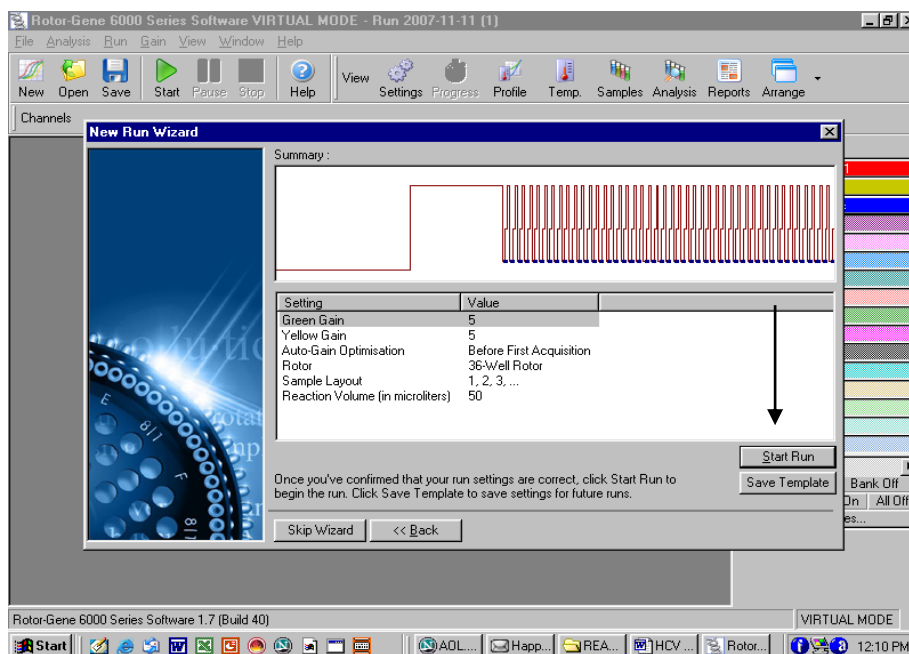 Rotor-Gene 6000 Series Software VIRTUAL MODE - Run 2007-11-11 (1)
File Analysis Run Gain View Window Help
New Open Save Start Pause Stop Help View Settings Progress Profile Temp. Samples Analysis Reports Arrange
Channels
New Run Wizard
Summary :
Setting Value
Green Gain 5
Yellow Gain 5
Auto-Gain Optimisation Before First Acquisition
Rotor 36-Well Rotor
Sample Layout 1, 2, 3, ...
Reaction Volume (in microliters) 50
Start Run
Once you've confirmed that your run settings are correct, click Start Run to
begin the run. Click Save Template to save settings for future runs.
Save Template
Bank Off
On All Off
es...
Skip Wizard << Back
Rotor-Gene 6000 Series Software 1.7 (Build 40) VIRTUAL MODE
Start AOL... Happ... REA... HCV ... Rotor... 12:10 PM